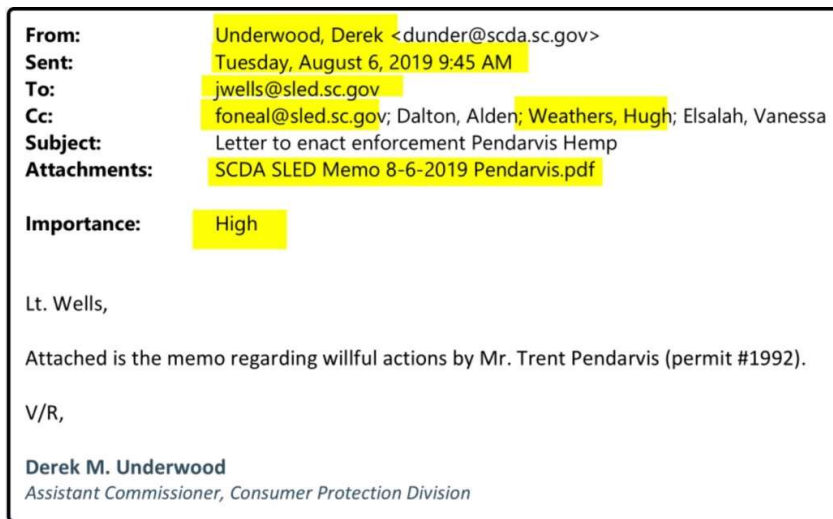 From: Underwood, Derek <dunder@scda.sc.gov>
Sent: Tuesday, August 6, 2019 9:45 AM
To: jwells@sled.sc.gov
Cc: foneal@sled.sc.gov; Dalton, Alden; Weathers, Hugh; Elsalah, Vanessa
Subject: Letter to enact enforcement Pendarvis Hemp
Attachments: SCDA SLED Memo 8-6-2019 Pendarvis.pdf
Importance: High
Lt. Wells,
Attached is the memo regarding willful actions by Mr. Trent Pendarvis (permit #1992).
V/R,
Derek M. Underwood
Assistant Commissioner, Consumer Protection Division